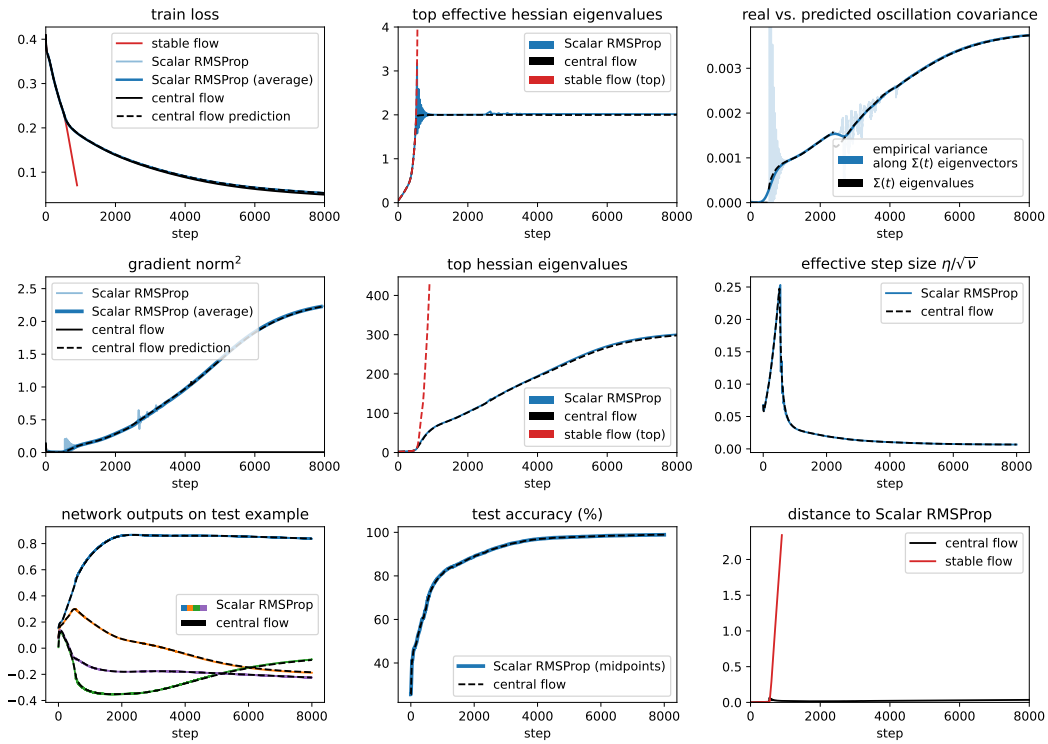 train loss
0.4
0.3
0.2
0.1
0
2000
4000
6000
8000
step
stable flow
Scalar RMSProp
Scalar RMSProp (average)
central flow
central flow prediction
top effective hessian eigenvalues
4
3
2
1
0
0
2000
4000
6000
8000
step
Scalar RMSProp
central flow
stable flow (top)
real vs. predicted oscillation covariance
0.003
0.002
0.001
0.000
0
2000
4000
6000
8000
step
empirical variance
along Σ(t) eigenvectors
Σ(t) eigenvalues
gradient norm²
2.5
2.0
1.5
1.0
0.5
0.0
0
2000
4000
6000
8000
step
Scalar RMSProp
Scalar RMSProp (average)
central flow
central flow prediction
top hessian eigenvalues
400
300
200
100
0
0
2000
4000
6000
8000
step
Scalar RMSProp
central flow
stable flow (top)
effective step size η/√ν
0.25
0.20
0.15
0.10
0.05
0.00
0
2000
4000
6000
8000
step
Scalar RMSProp
central flow
network outputs on test example
0.8
0.6
0.4
0.2
0.0
−0.2
−0.4
0
2000
4000
6000
8000
step
Scalar RMSProp
central flow
test accuracy (%)
100
80
60
40
0
2000
4000
6000
8000
step
Scalar RMSProp (midpoints)
central flow
distance to Scalar RMSProp
2.0
1.5
1.0
0.5
0.0
0
2000
4000
6000
8000
step
central flow
stable flow